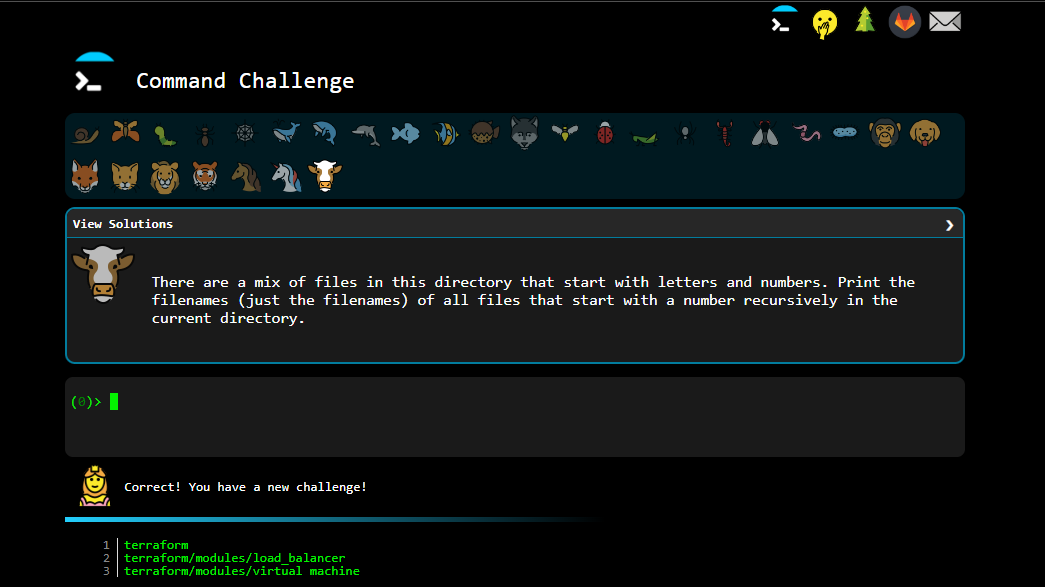 Command Challenge
View Solutions
There are a mix of files in this directory that start with letters and numbers. Print the
filenames (just the filenames) of all files that start with a number recursively in the
current directory.
(0)>
Correct! You have a new challenge!
1 terraform
2 terraform/modules/load_balancer
3 terraform/modules/virtual machine